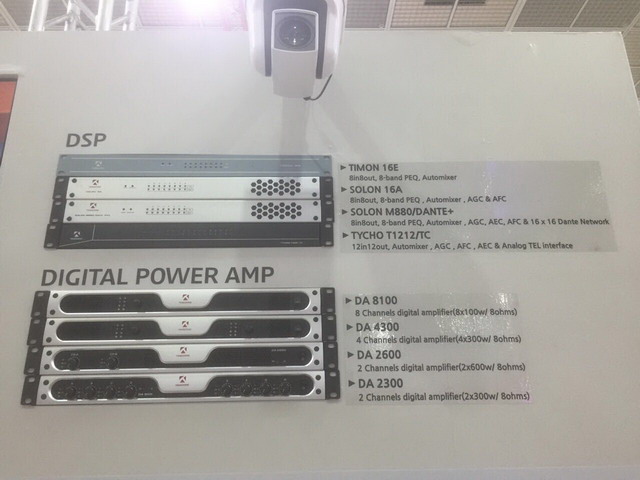 DSP
▶ TIMON 16E
8in8out, 8-band PEQ, Automixer
▶ SOLON 16A
8in8out, 8-band PEQ, Automixer , AGC & AFC
▶ SOLON M880/DANTE+
8in8out, 8-band PEQ, Automixer , AGC, AEC, AFC & 16 x 16 Dante Network
▶ TYCHO T1212/TC
12in12out, Automixer , AGC , AFC , AEC & Analog TEL interface
DIGITAL POWER AMP
▶ DA 8100
8 Channels digital amplifier(8x100w/ 8ohms)
▶ DA 4300
4 Channels digital amplifier(4x300w/ 8ohms)
▶ DA 2600
2 Channels digital amplifier(2x600w/ 8ohms)
▶ DA 2300
2 Channels digital amplifier(2x300w/ 8ohms)